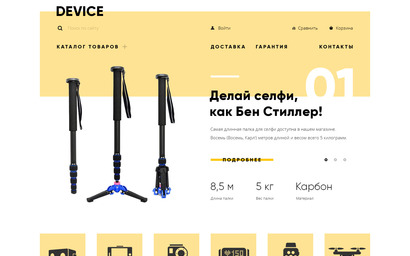 DEVICE
Поиск по сайту
Войти
Сравнить
Корзина
КАТАЛОГ ТОВАРОВ +
ДОСТАВКА
ГАРАНТИЯ
КОНТАКТЫ
01
Делай селфи,
как Бен Стиллер!
Самая длинная палка для селфи доступна в нашем магазине.
Восемь (Восемь, Карл!) метров длиной и весом всего 5 килограмм.
ПОДРОБНЕЕ
8,5 м
5 кг
Карбон
Длина палки
Вес палки
Материал
150